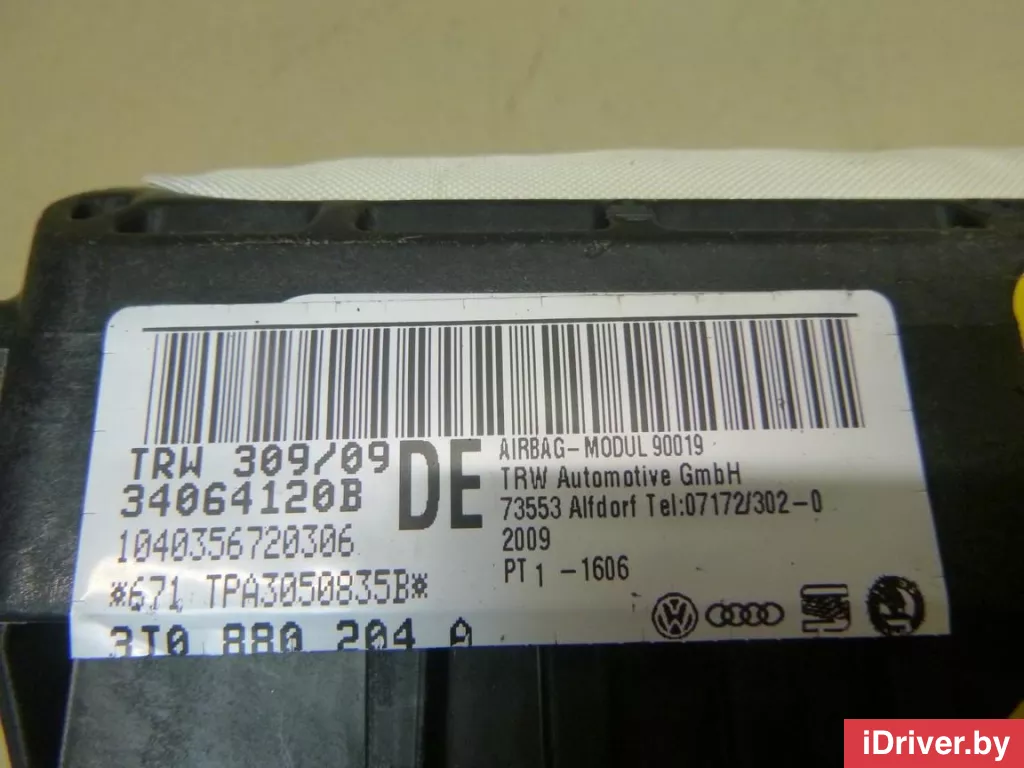 TRW 309/09
34064120B
DE
1040356720306
*671 TPA3050835B*
3T0 880 204 A
AIRBAG-MODUL 90019
TRW Automotive GmbH
73553 Alfdorf Tel:07172/302-0
2009
PT 1 -1606
iDriver.by